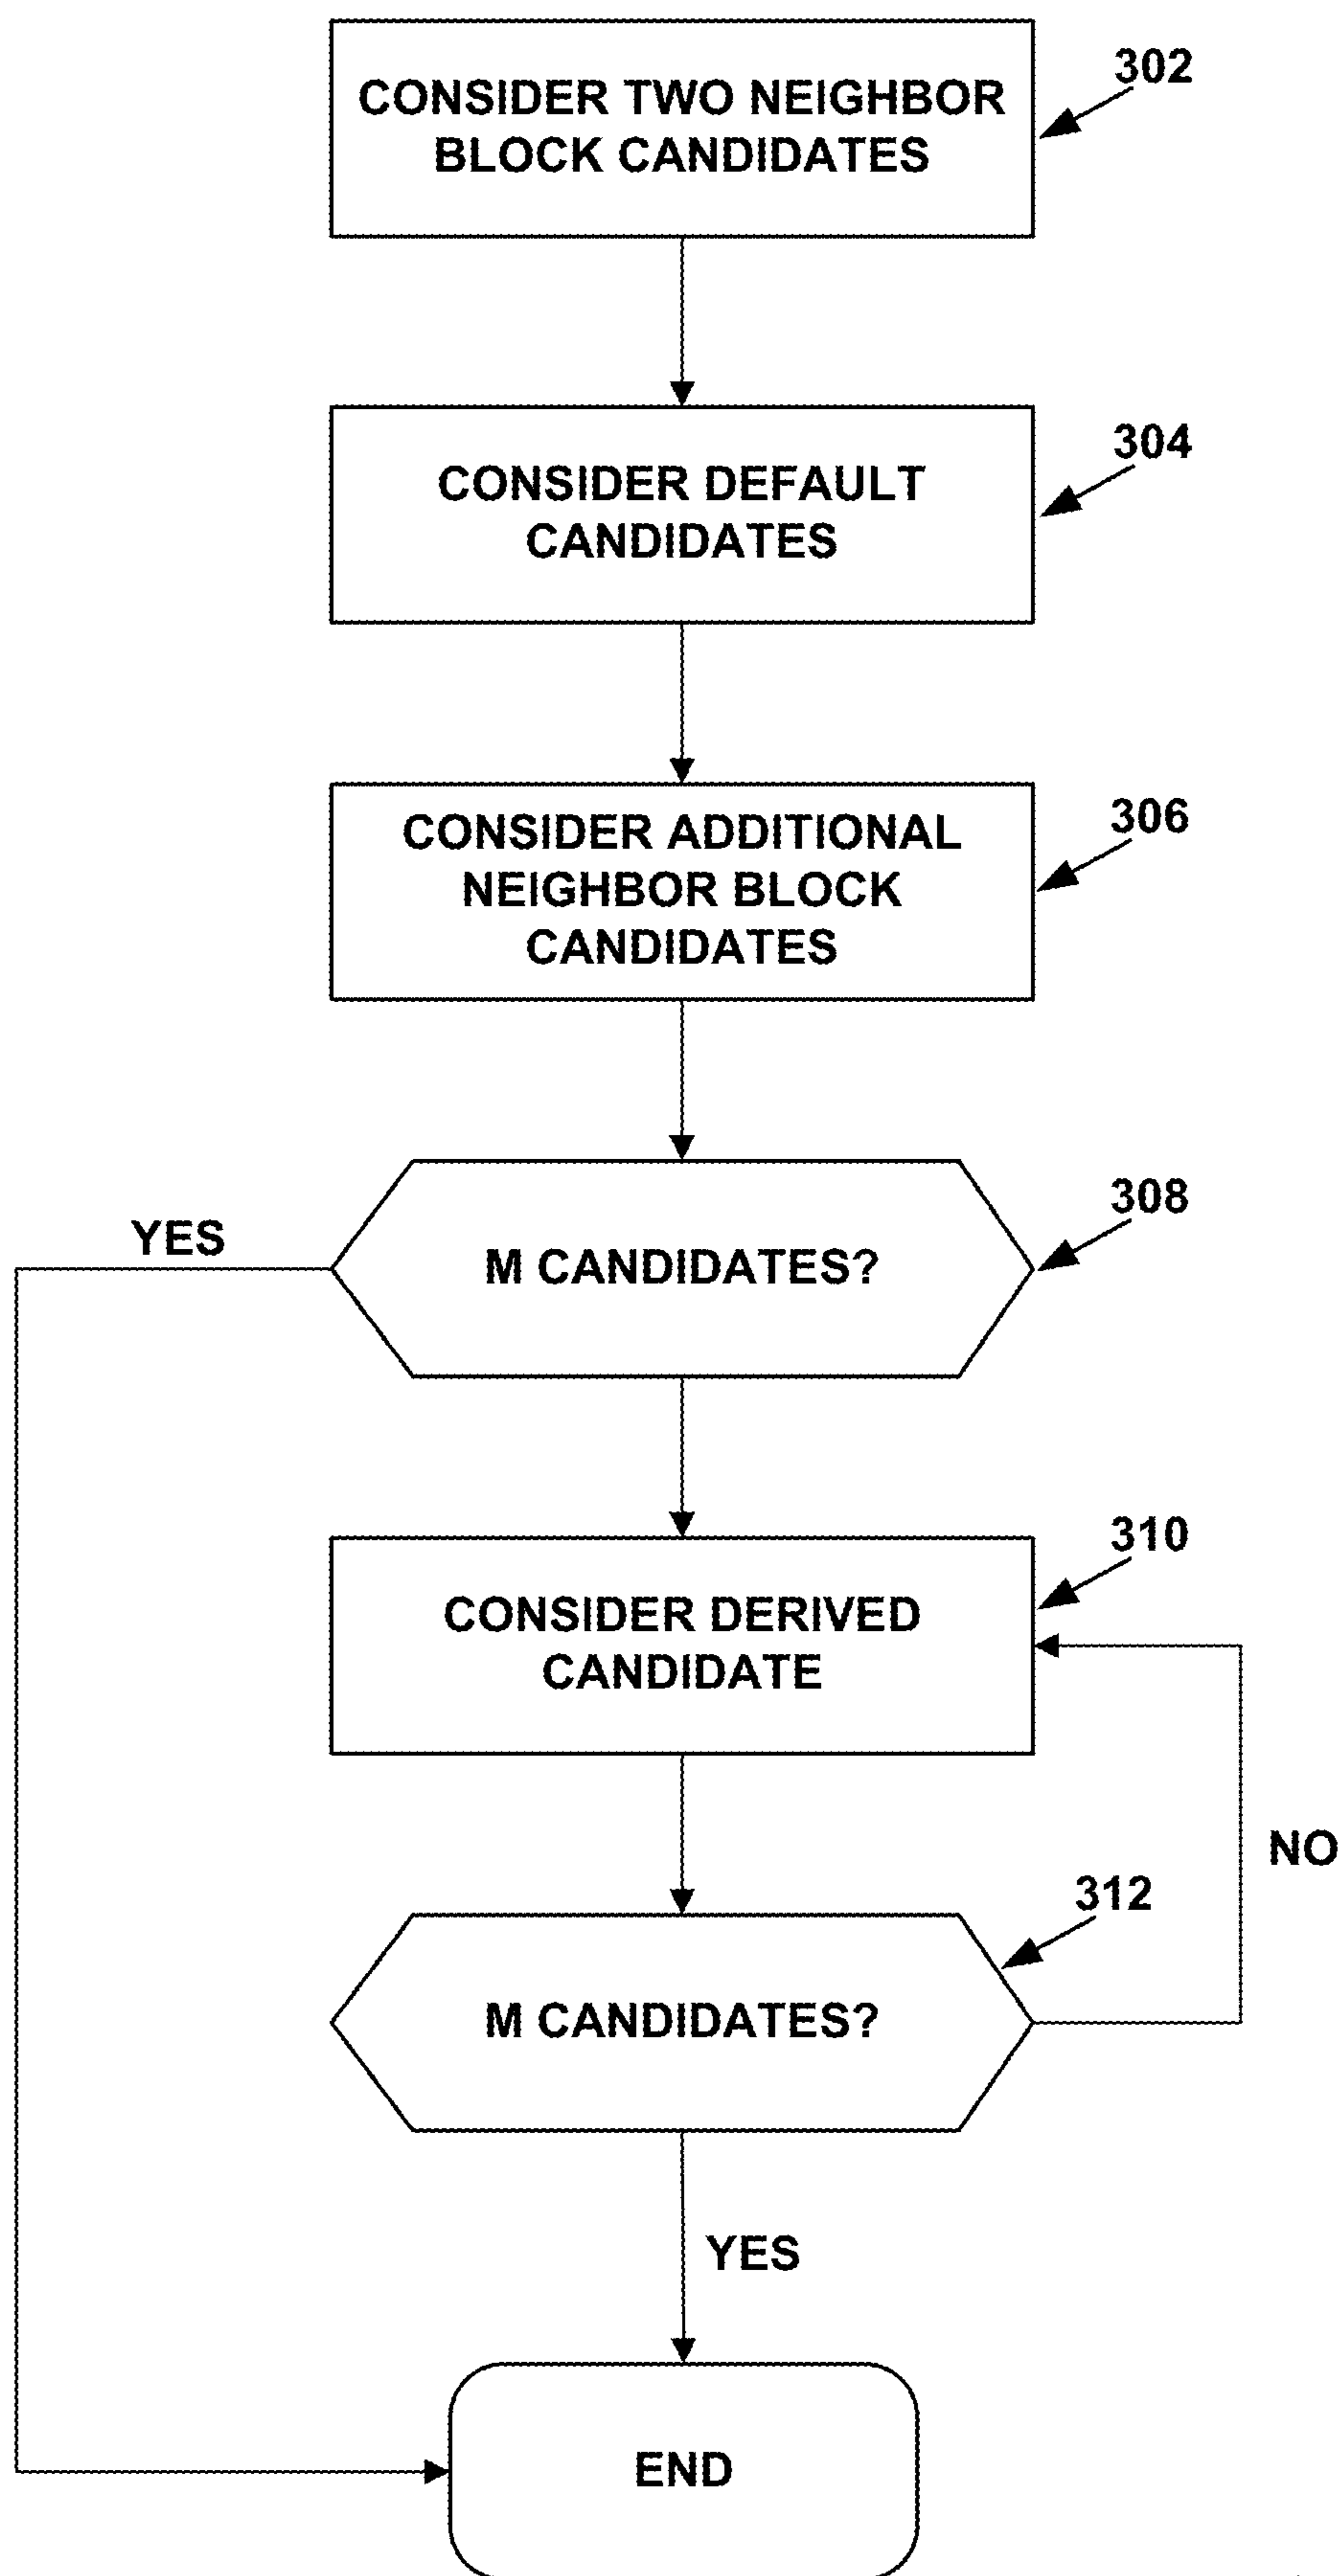 302
CONSIDER TWO NEIGHBOR
BLOCK CANDIDATES
304
CONSIDER DEFAULT
CANDIDATES
306
CONSIDER ADDITIONAL
NEIGHBOR BLOCK
CANDIDATES
308
YES
M CANDIDATES?
310
CONSIDER DERIVED
CANDIDATE
NO
312
M CANDIDATES?
YES
END